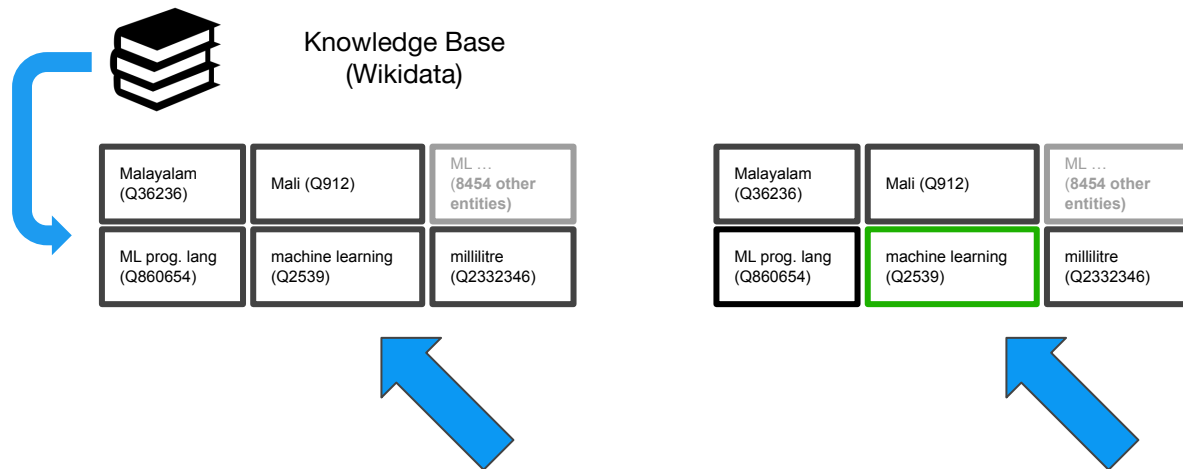 Knowledge Base
(Wikidata)
Malayalam
(Q36236)
Mali (Q912)
ML ...
(8454 other
entities)
ML prog. lang
(Q860654)
machine learning
(Q2539)
millilitre
(Q2332346)
Malayalam
(Q36236)
Mali (Q912)
ML ...
(8454 other
entities)
ML prog. lang
(Q860654)
machine learning
(Q2539)
millilitre
(Q2332346)